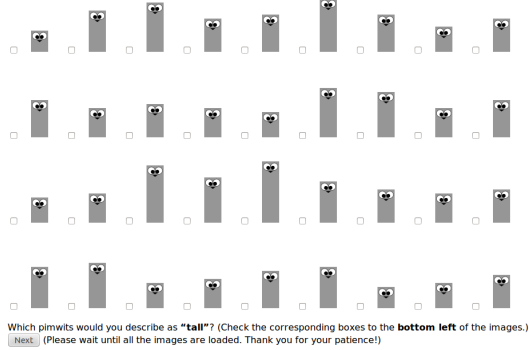 Which pimwits would you describe as “tall”? (Check the corresponding boxes to the bottom left of the images.)
Next (Please wait until all the images are loaded. Thank you for your patience!)